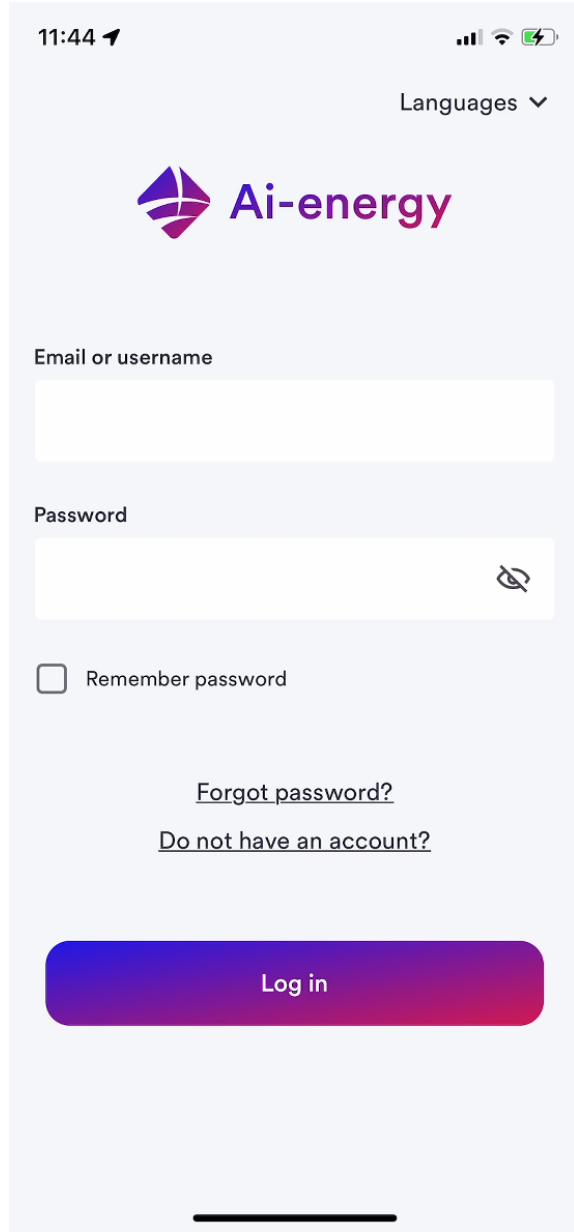 11:44
Languages
Ai-energy
Email or username
Password
Remember password
Forgot password?
Do not have an account?
Log in